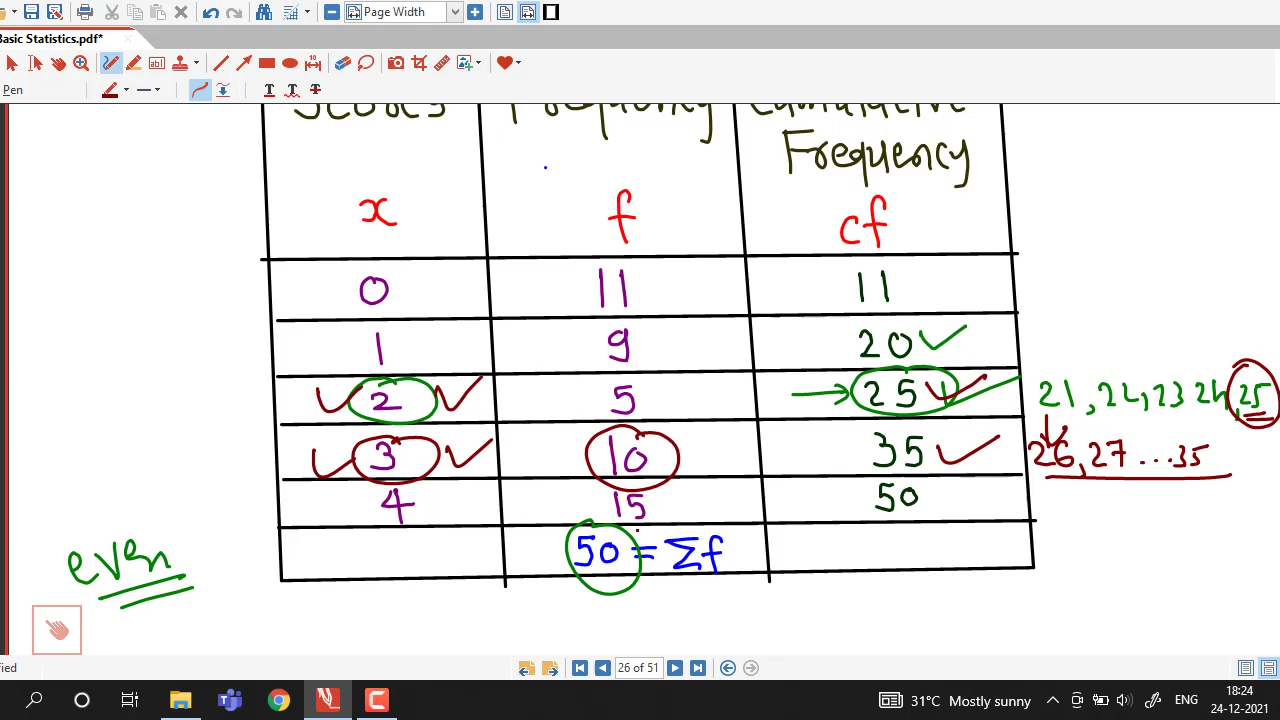 Page Width
Basic Statistics.pdf*
Pen
Scores Frequency Cumulative
Frequency
x f cf
0 11 11
1 9 20
2 5 25 21, 22, 23 24, 25
3 10 35 26, 27 ... 35
4 15 50
even 50 = Σf
26 of 51
fied
31°C Mostly sunny ENG 18:24
24-12-2021